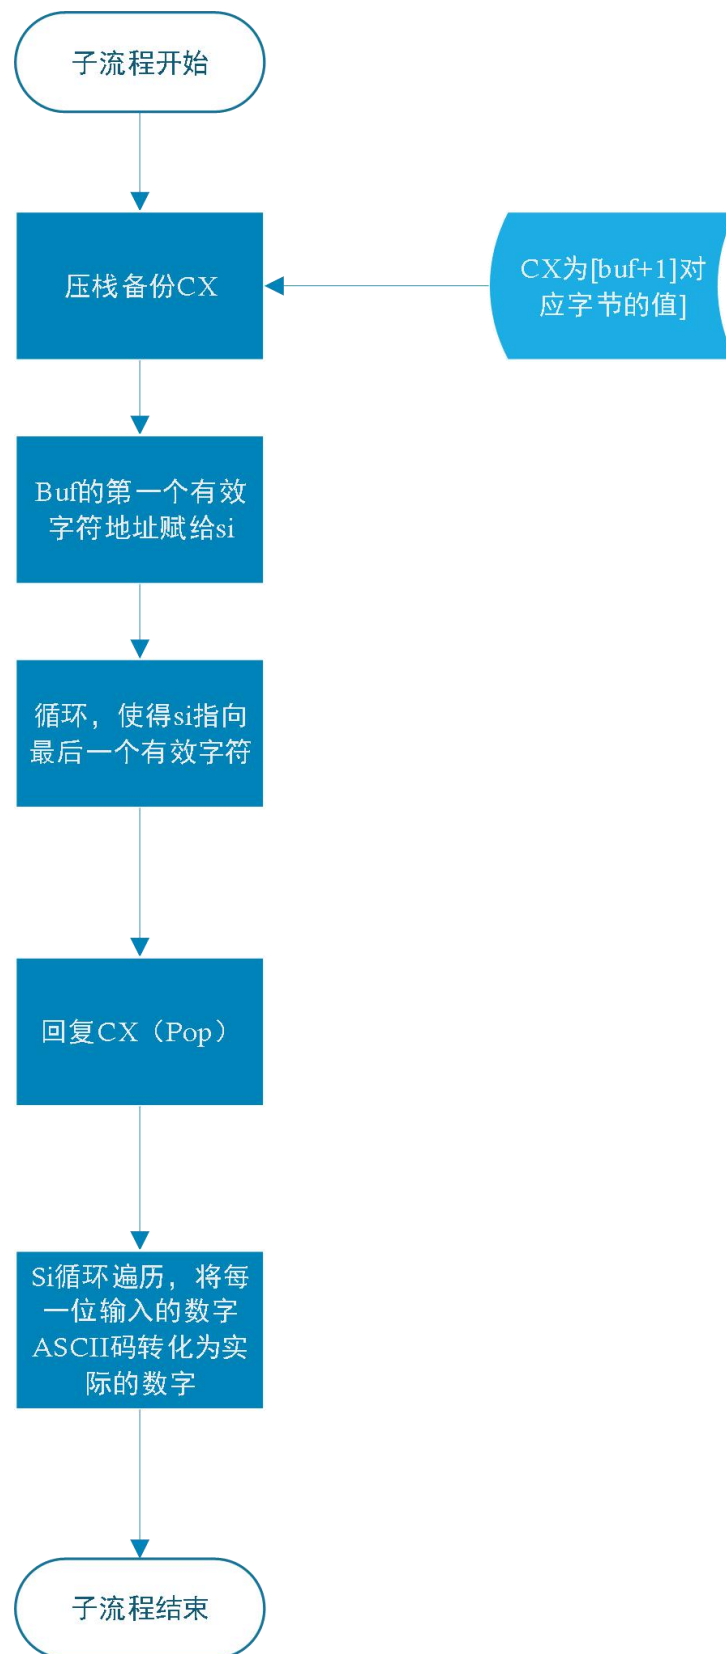 子流程开始
压栈备份CX
CX为[buf+1]对
应字节的值]
Buf的第一个有效
字符地址赋给si
循环，使得si指向
最后一个有效字符
回复CX（Pop）
Si循环遍历，将每
一位输入的数字
ASCII码转化为实
际的数字
子流程结束